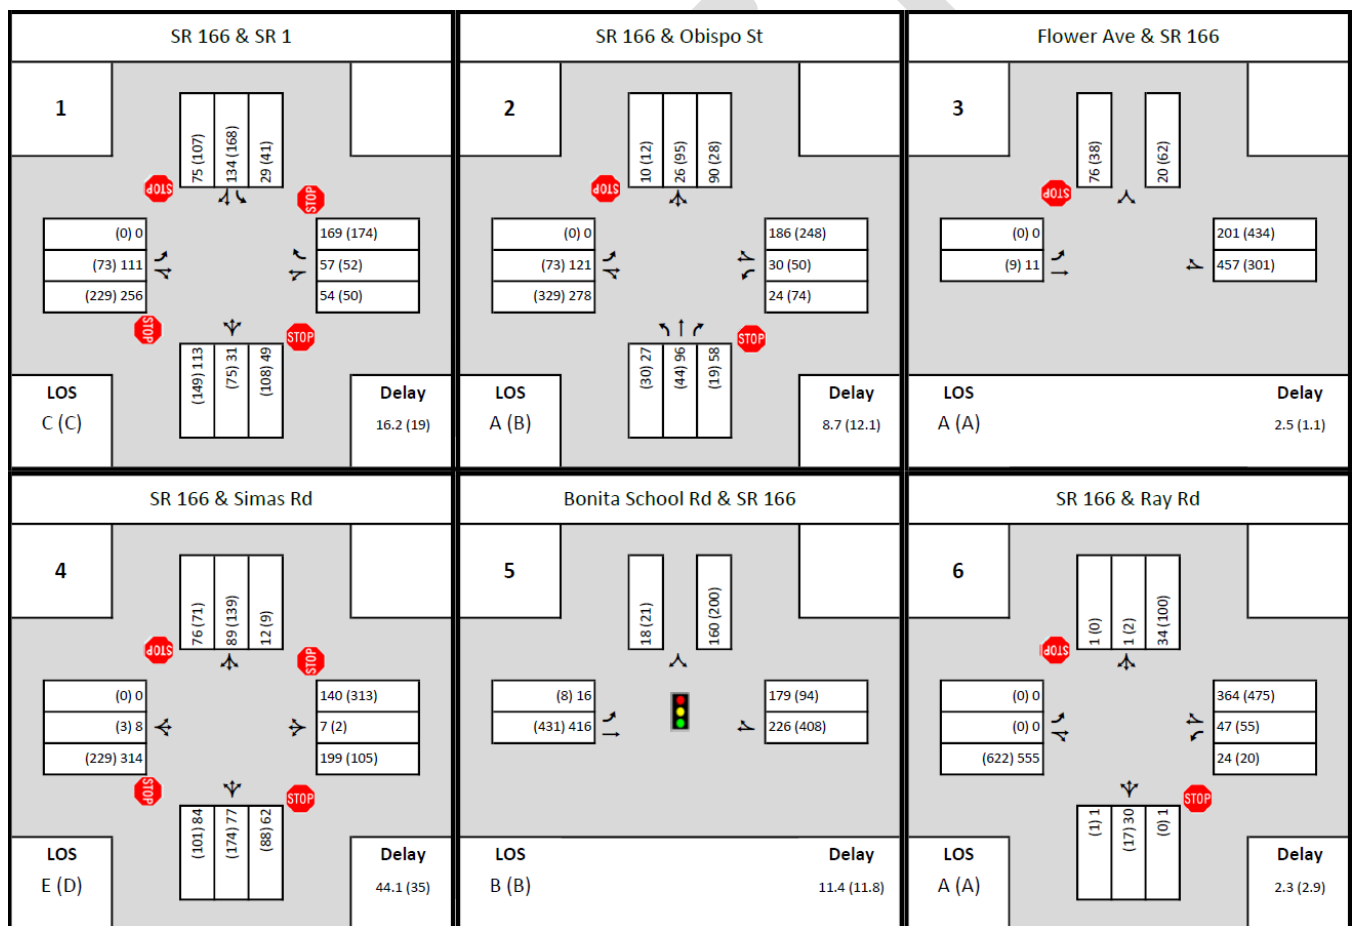 SR 166 & SR 1
1
75 (107)
134 (168)
29 (41)
STOP
STOP
(0) 0
(73) 111
(229) 256
169 (174)
57 (52)
54 (50)
STOP
STOP
(149) 113
(75) 31
(108) 49
LOS
C (C)
Delay
16.2 (19)
SR 166 & Obispo St
2
10 (12)
26 (95)
90 (28)
STOP
(0) 0
(73) 121
(329) 278
186 (248)
30 (50)
24 (74)
STOP
(30) 27
(44) 96
(19) 58
LOS
A (B)
Delay
8.7 (12.1)
Flower Ave & SR 166
3
76 (38)
20 (62)
STOP
(0) 0
(9) 11
201 (434)
457 (301)
LOS
A (A)
Delay
2.5 (1.1)
SR 166 & Simas Rd
4
76 (71)
89 (139)
12 (9)
STOP
STOP
(0) 0
(3) 8
(229) 314
140 (313)
7 (2)
199 (105)
STOP
STOP
(101) 84
(174) 77
(88) 62
LOS
E (D)
Delay
44.1 (35)
Bonita School Rd & SR 166
5
18 (21)
160 (200)
(8) 16
(431) 416
179 (94)
226 (408)
LOS
B (B)
Delay
11.4 (11.8)
SR 166 & Ray Rd
6
1 (0)
1 (2)
34 (100)
STOP
(0) 0
(0) 0
(622) 555
364 (475)
47 (55)
24 (20)
STOP
(1) 1
(17) 30
(0) 1
LOS
A (A)
Delay
2.3 (2.9)